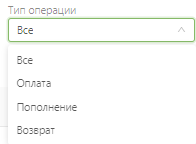 Тип операции
Все
Все
Оплата
Пополнение
Возврат